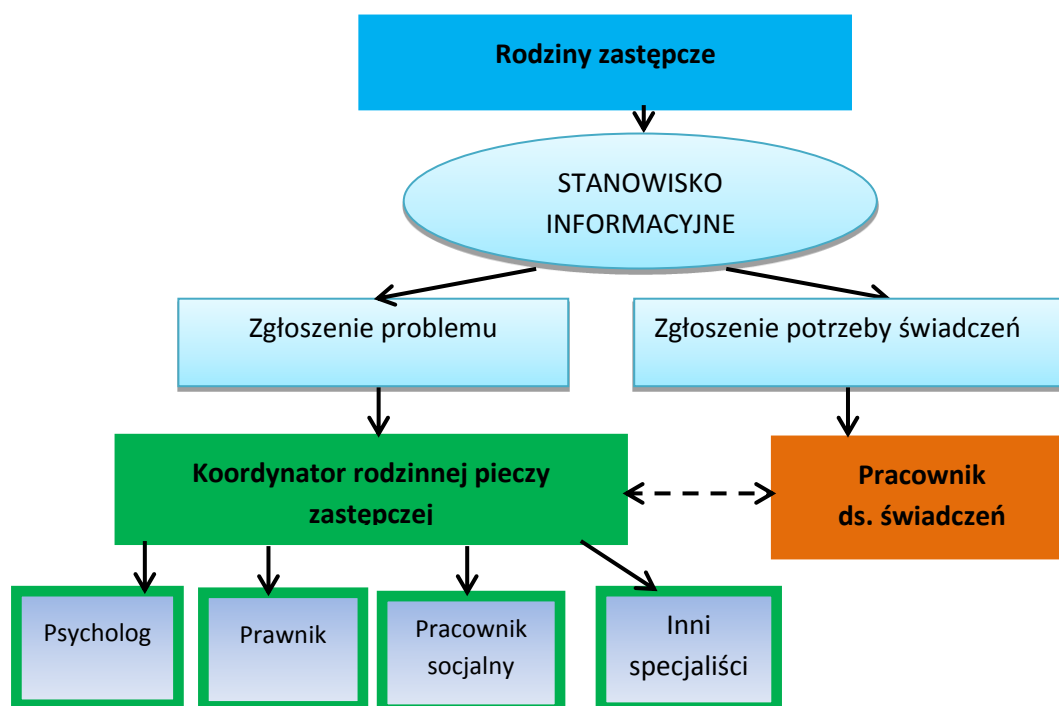 Rodziny zastępcze
STANOWISKO
INFORMACYJNE
Zgłoszenie problemu
Zgłoszenie potrzeby świadczeń
Koordynator rodzinnej pieczy
zastępczej
Pracownik
ds. świadczeń
Psycholog
Prawnik
Pracownik
socjalny
Inni
specjaliści